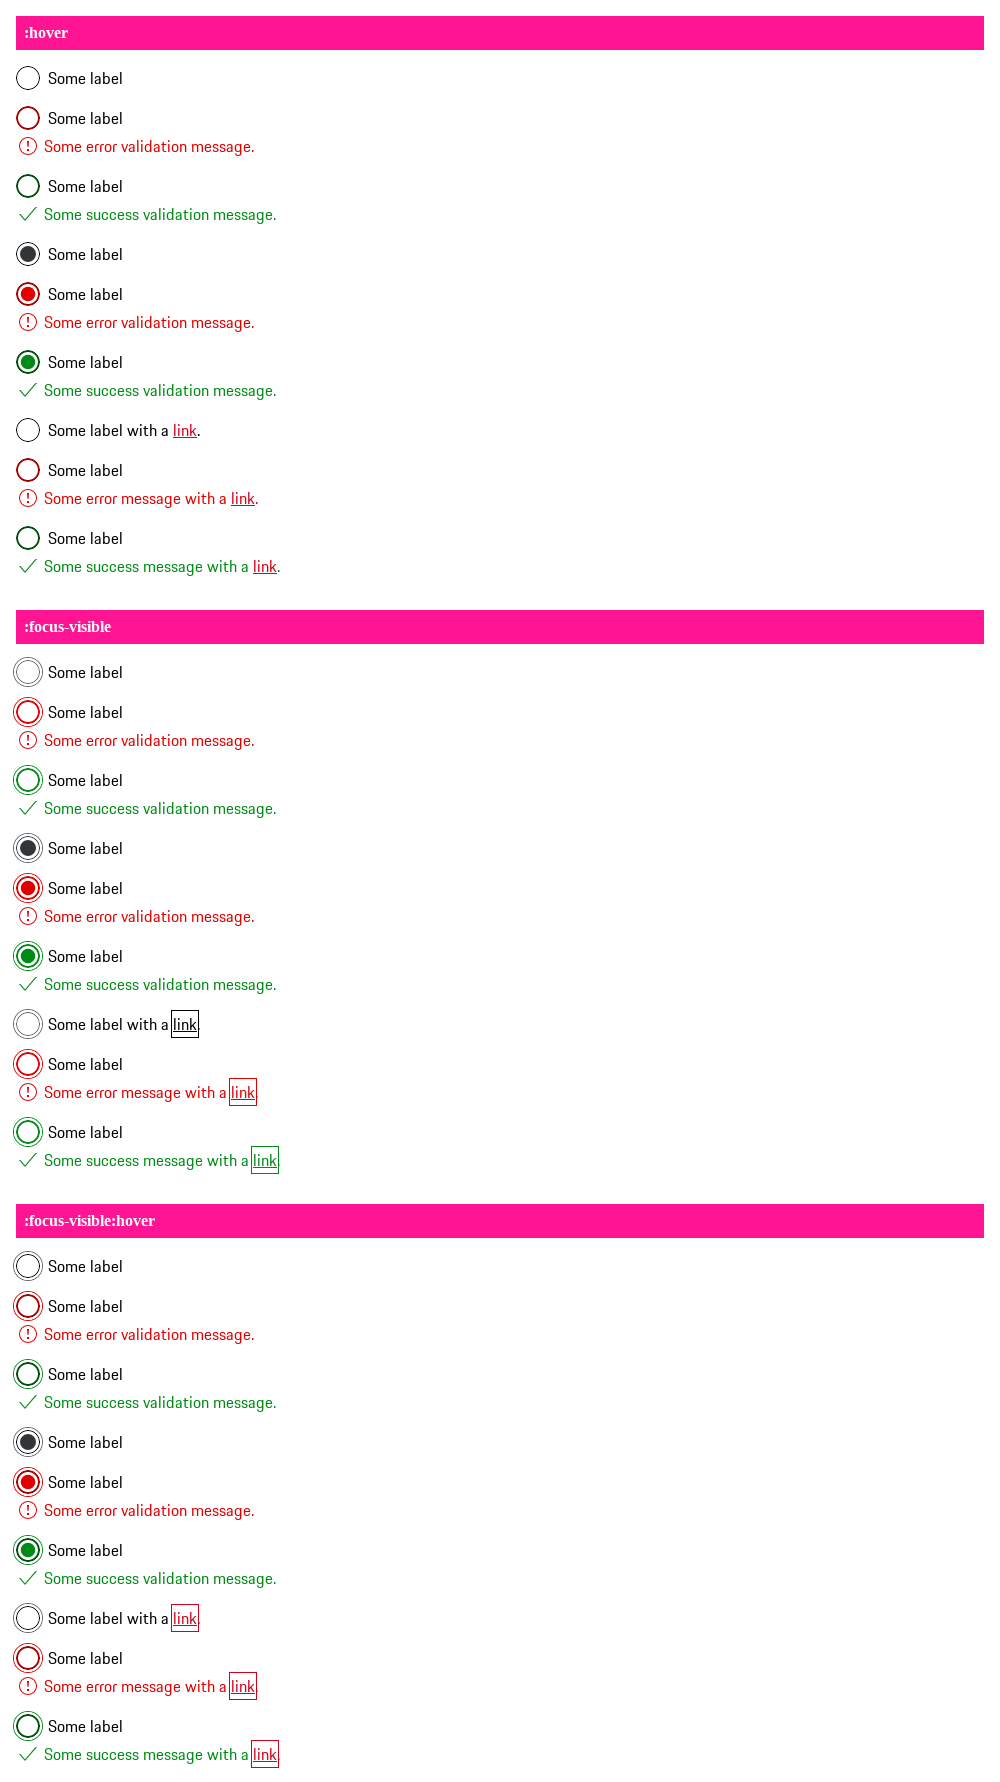 :hover
Some label
Some label
Some error validation message.
Some label
Some success validation message.
Some label
Some label
Some error validation message.
Some label
Some success validation message.
Some label with a link.
Some label
Some error message with a link.
Some label
Some success message with a link.
:focus-visible
Some label
Some label
Some error validation message.
Some label
Some success validation message.
Some label
Some label
Some error validation message.
Some label
Some success validation message.
Some label with a link.
Some label
Some error message with a link.
Some label
Some success message with a link.
:focus-visible:hover
Some label
Some label
Some error validation message.
Some label
Some success validation message.
Some label
Some label
Some error validation message.
Some label
Some success validation message.
Some label with a link.
Some label
Some error message with a link.
Some label
Some success message with a link.